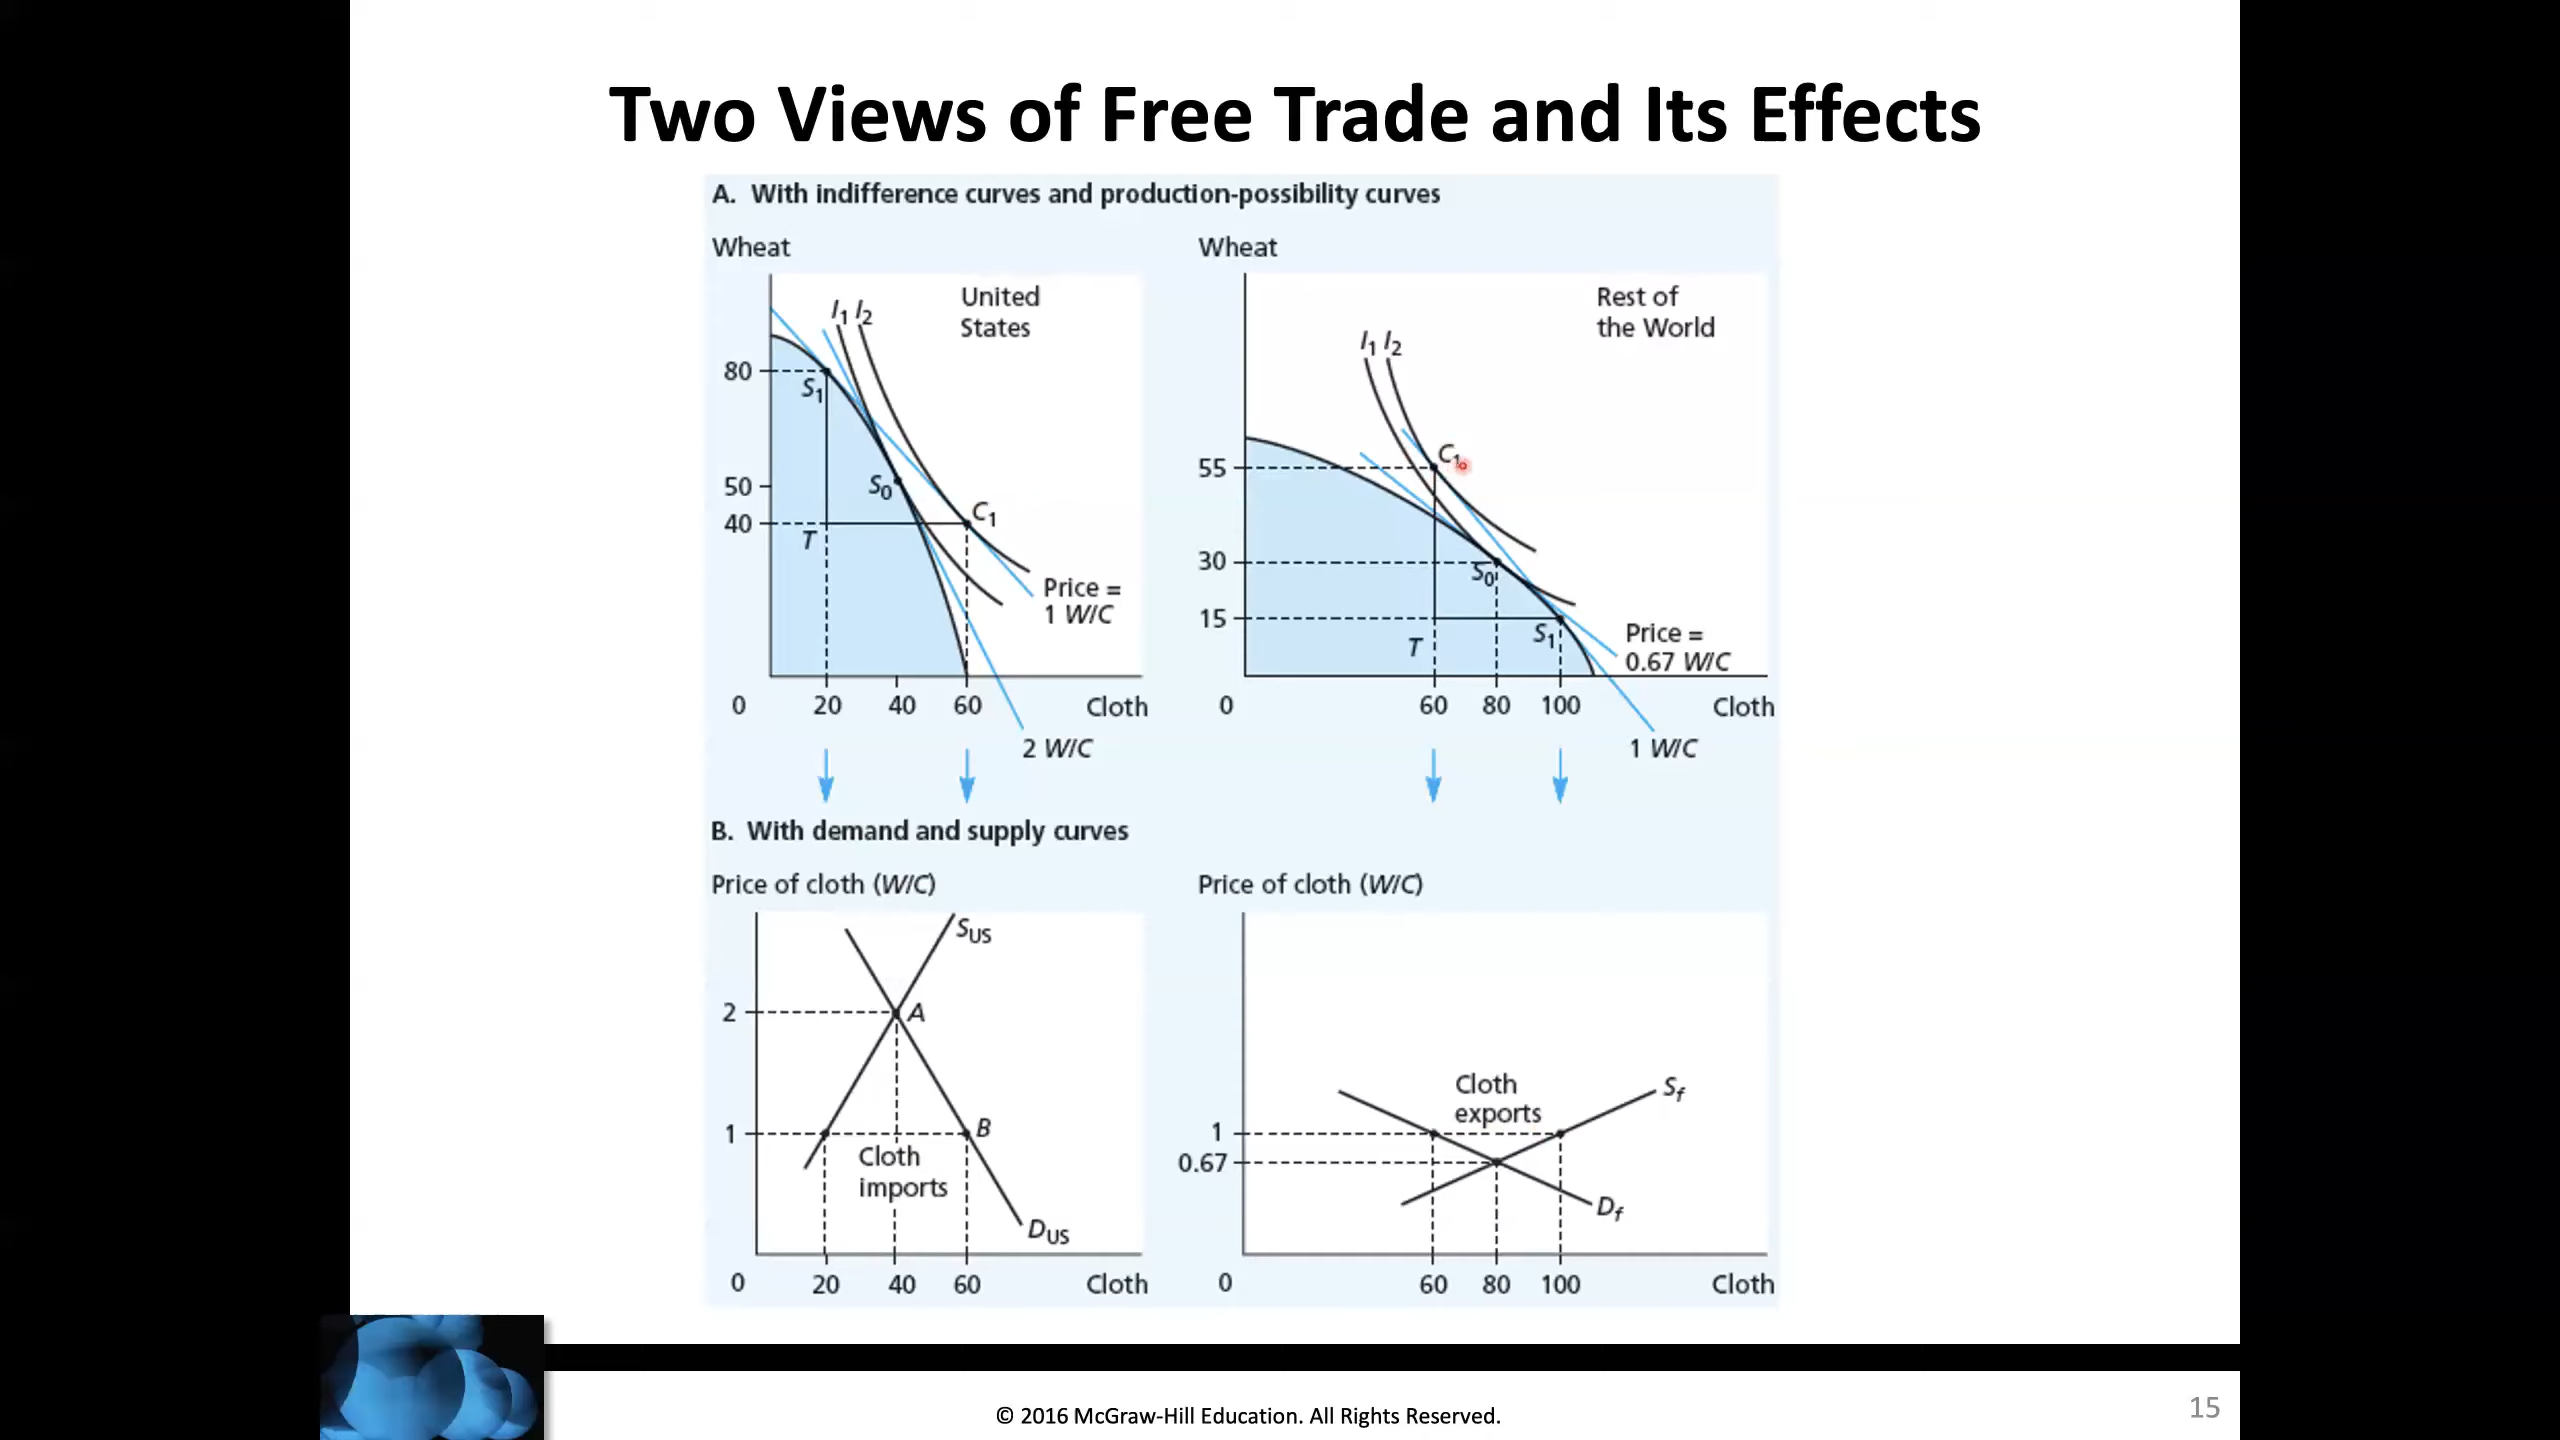 Two Views of Free Trade and Its Effects
A. With indifference curves and production-possibility curves
Wheat
United
States
I1 I2
80
S1
50
S0
40
C1
T
Price =
1 W/C
0
20
40
60
Cloth
2 W/C
Wheat
Rest of
the World
I1 I2
C1
55
30
S0
15
S1
T
Price =
0.67 W/C
0
60
80
100
Cloth
1 W/C
B. With demand and supply curves
Price of cloth (W/C)
SUS
2
A
1
B
Cloth
imports
DUS
0
20
40
60
Cloth
Price of cloth (W/C)
Cloth
exports
Sf
1
0.67
Df
0
60
80
100
Cloth
© 2016 McGraw-Hill Education. All Rights Reserved.
15